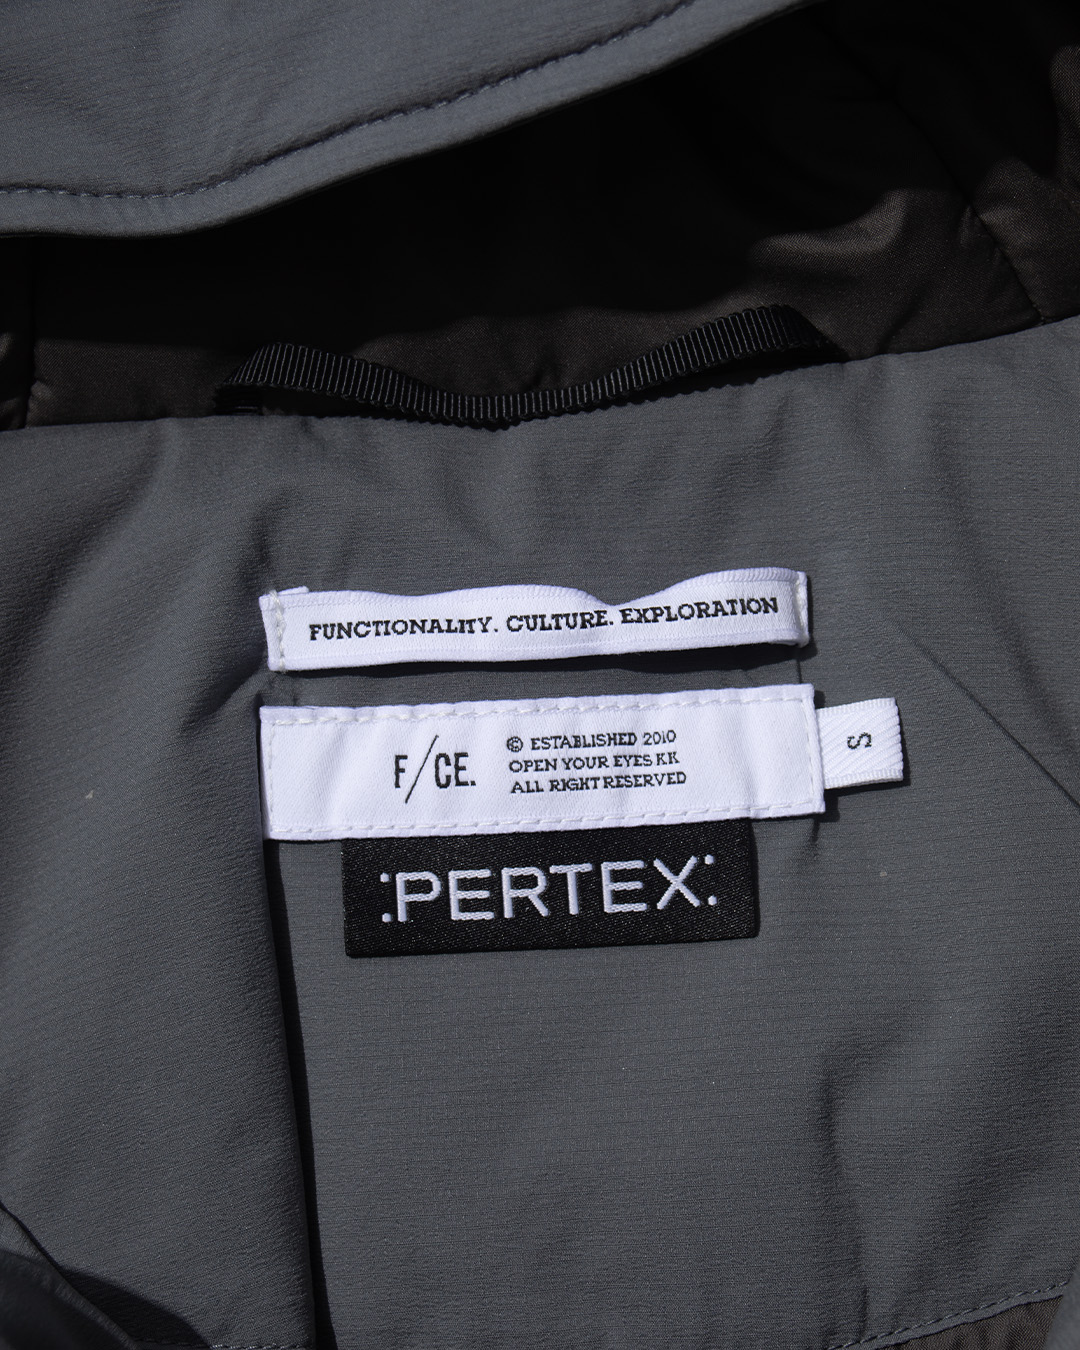 FUNCTIONALITY. CULTURE. EXPLORATION
F/CE.
© ESTABLISHED 2010
OPEN YOUR EYES KK
ALL RIGHT RESERVED
S
:PERTEX: